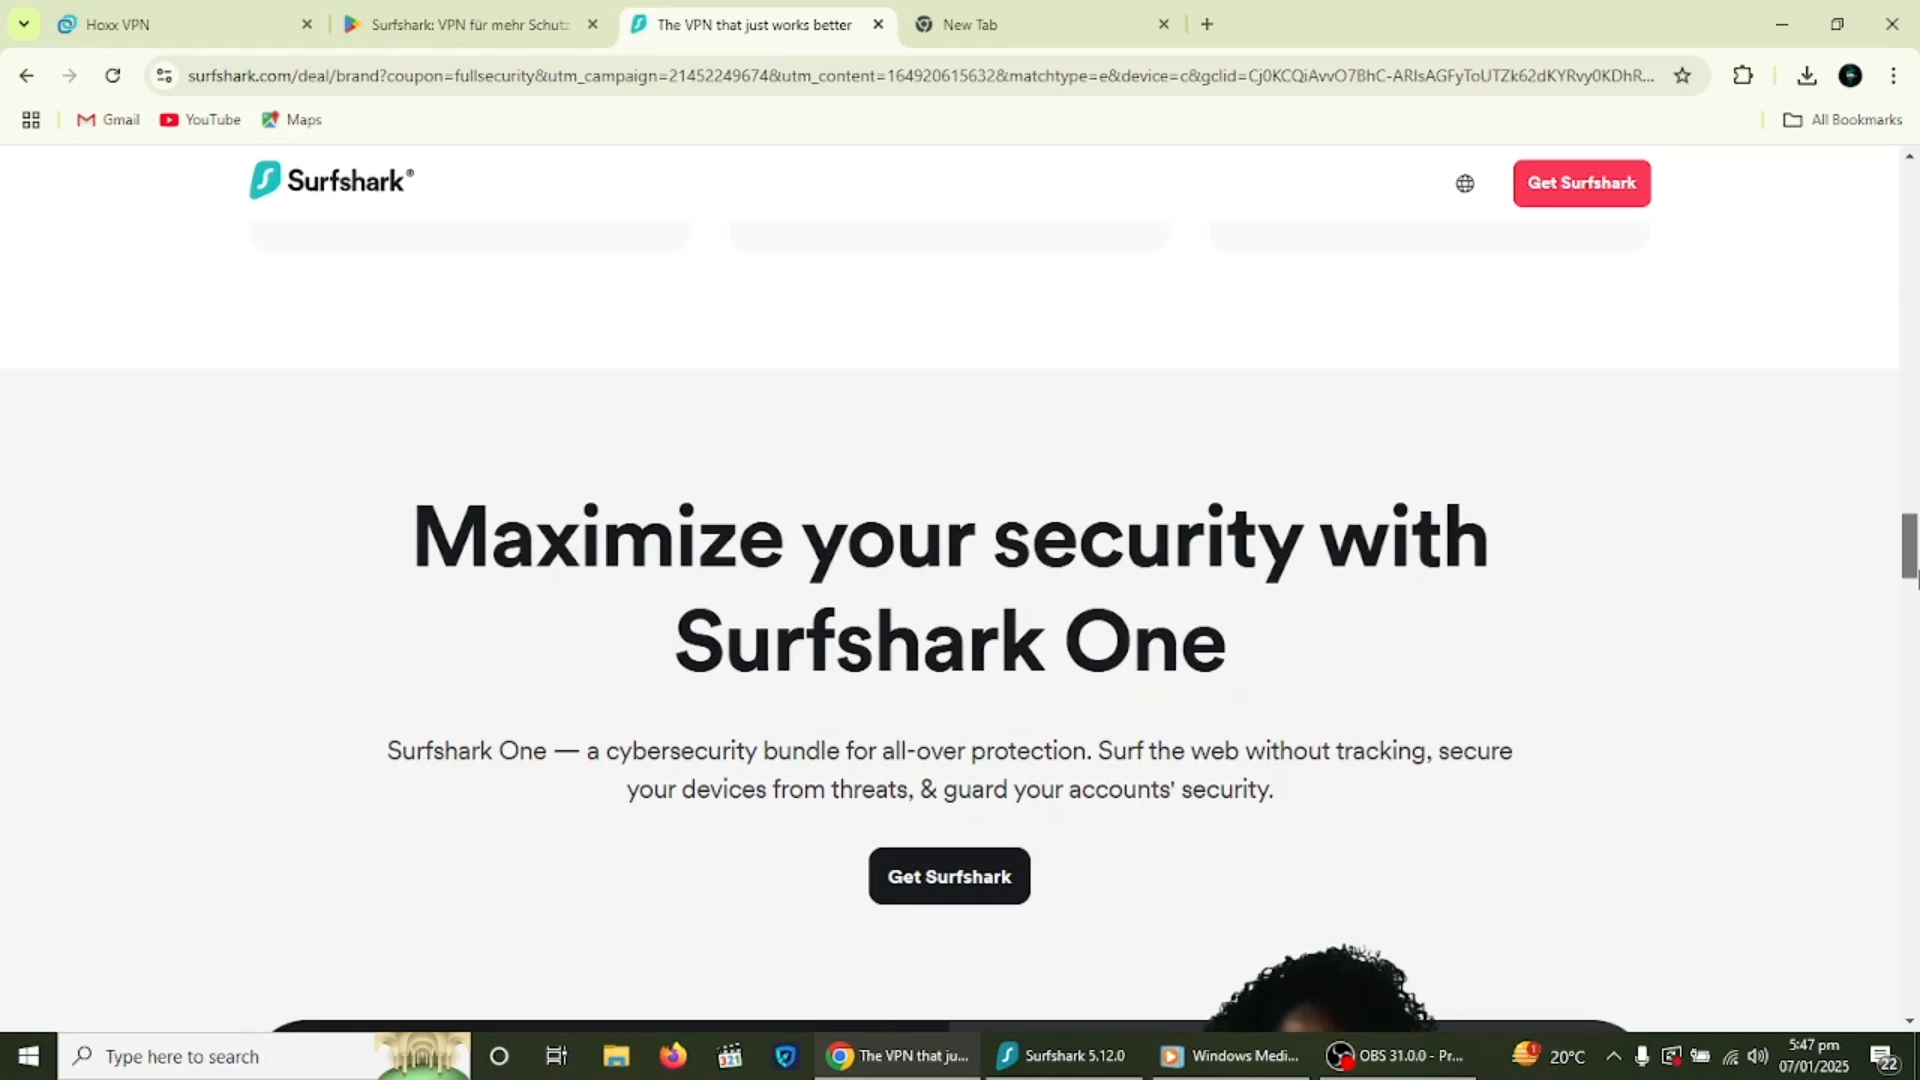 Hoxx VPN
Surfshark: VPN für mehr Schutz
The VPN that just works better
New Tab
surfshark.com/deal/brand?coupon=fullsecurity&utm_campaign=21452249674&utm_content=164920615632&matchtype=e&device=c&gclid=Cj0KCQiAvvO7BhC-ARIsAGFyToUTZk62dKYRvy0KDhR...
Gmail
YouTube
Maps
All Bookmarks
Surfshark®
Get Surfshark
Maximize your security with
Surfshark One
Surfshark One — a cybersecurity bundle for all-over protection. Surf the web without tracking, secure
your devices from threats, & guard your accounts' security.
Get Surfshark
Type here to search
321
The VPN that ju...
Surfshark 5.12.0
Windows Medi...
OBS 31.0.0 - Pr...
1
20°C
5:47 pm
07/01/2025
22